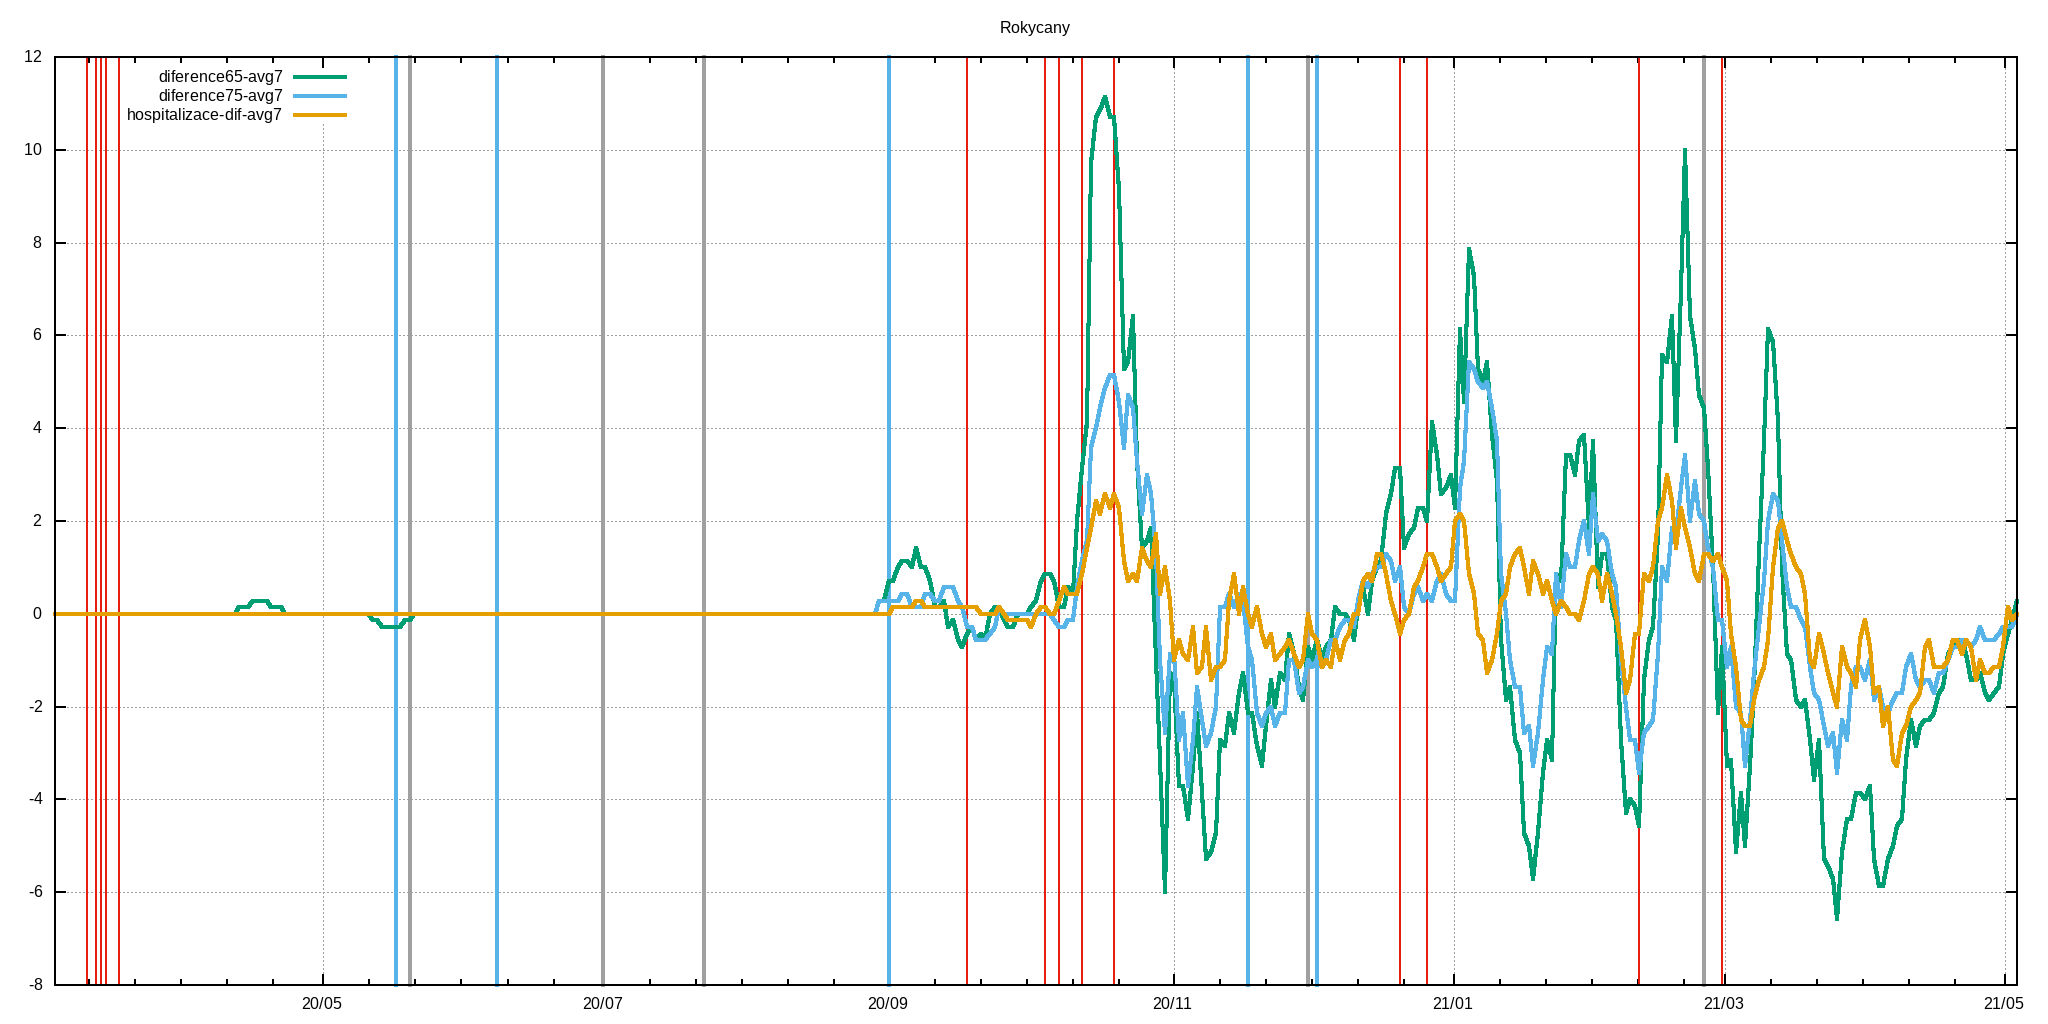 Rokycany
diference65-avg7
diference75-avg7
hospitalizace-dif-avg7
12
10
8
6
4
2
0
-2
-4
-6
-8
20/05 20/07 20/09 20/11 21/01 21/03 21/05